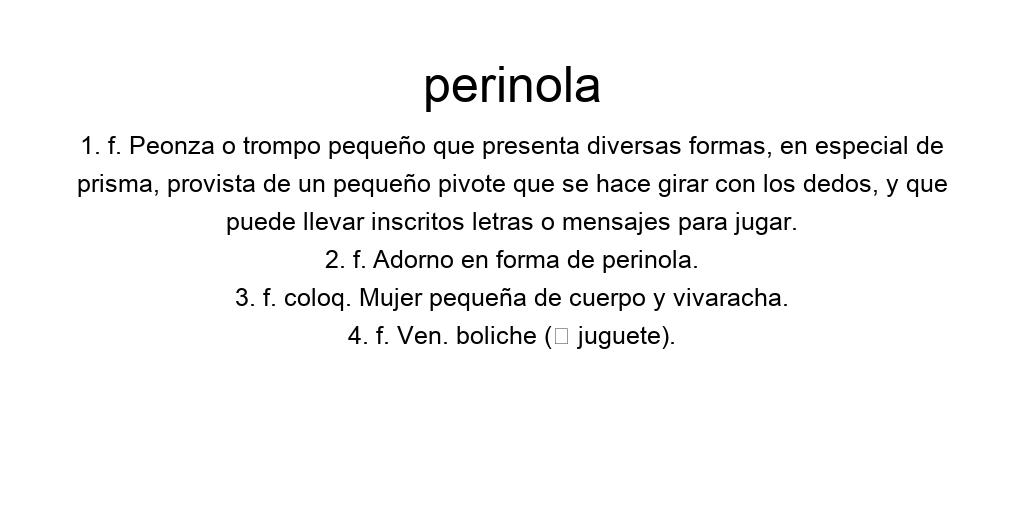 perinola
1. f. Peonza o trompo pequeño que presenta diversas formas, en especial de
prisma, provista de un pequeño pivote que se hace girar con los dedos, y que
puede llevar inscritos letras o mensajes para jugar.
2. f. Adorno en forma de perinola.
3. f. coloq. Mujer pequeña de cuerpo y vivaracha.
4. f. Ven. boliche (▯ juguete).